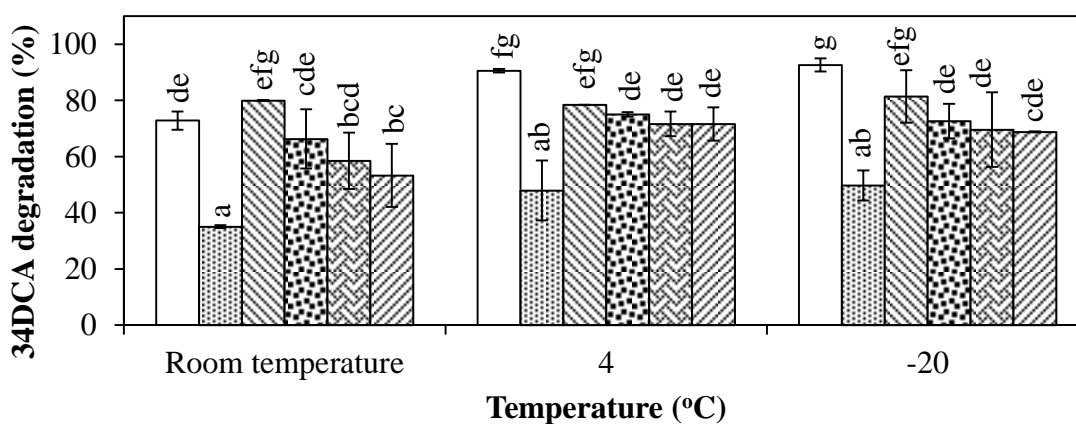 34DCA degradation (%)
100
80
60
40
20
0
de
a
efg
cde
bcd
bc
fg
ab
efg
de
de
de
g
ab
efg
de
de
cde
Room temperature
4
-20
Temperature (ºC)